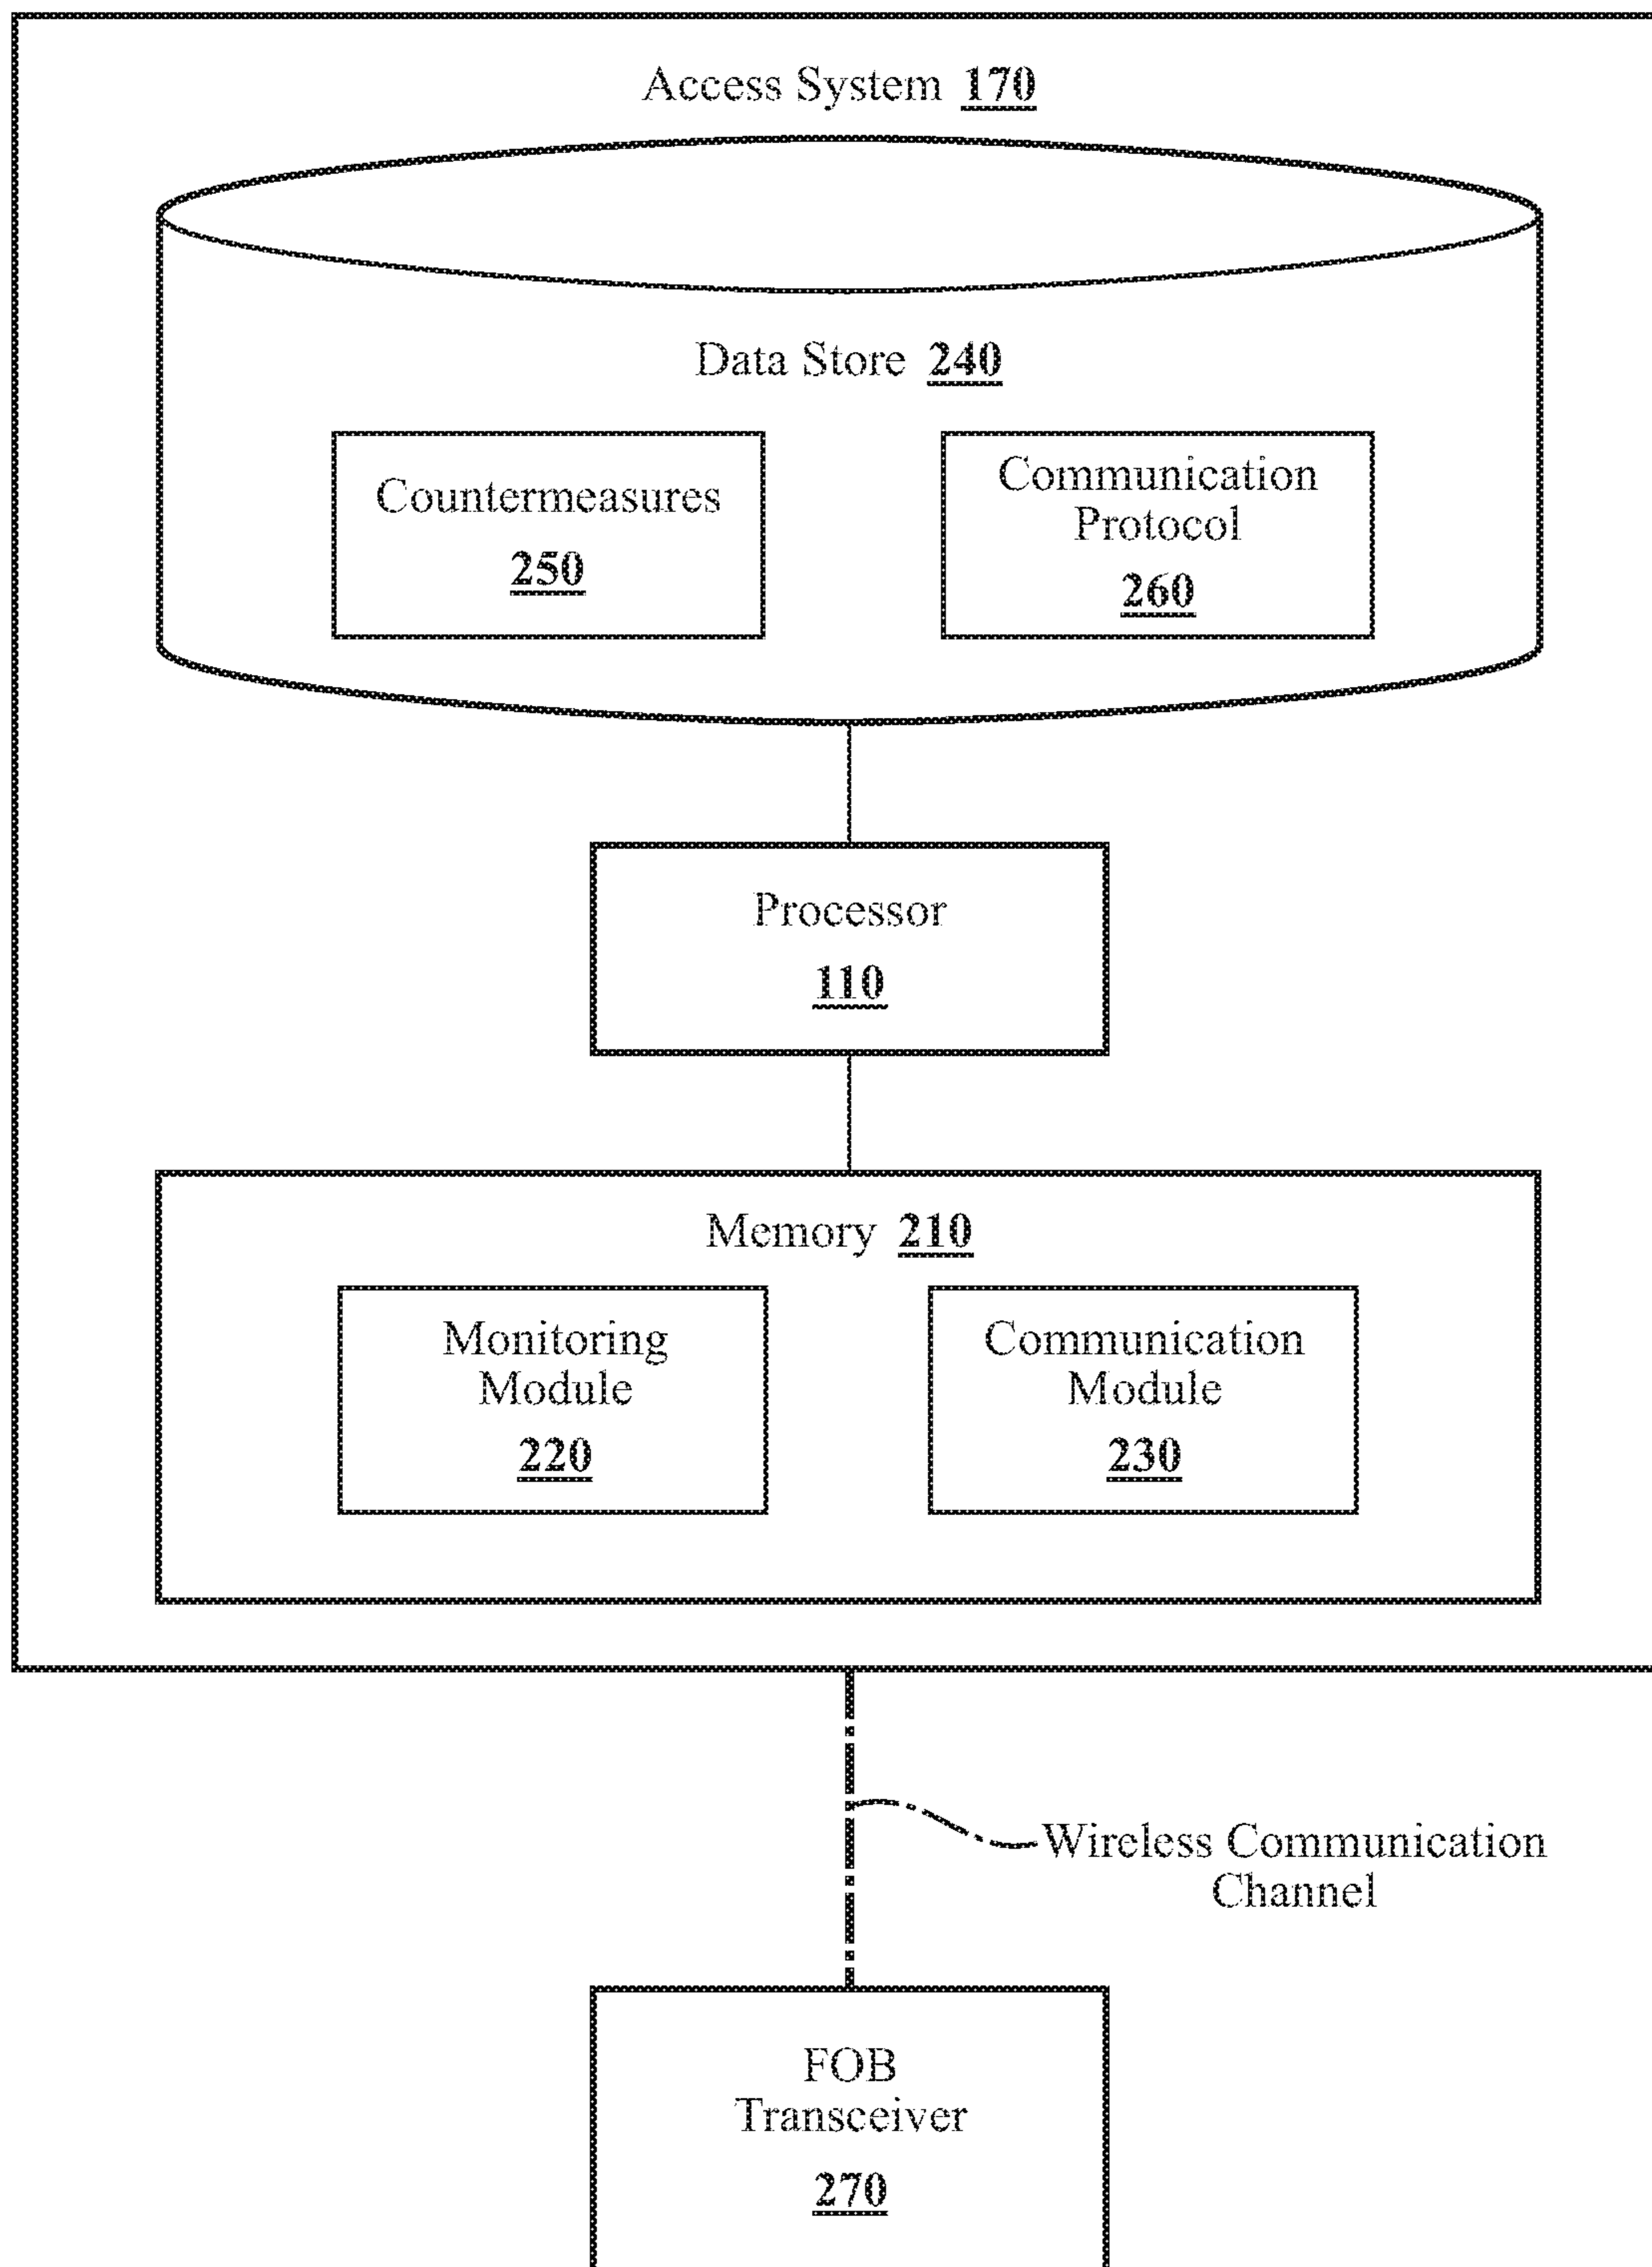 Access System 170
Data Store 240
Countermeasures
250
Communication
Protocol
260
Processor
110
Memory 210
Monitoring
Module
220
Communication
Module
230
Wireless Communication
Channel
FOB
Transceiver
270